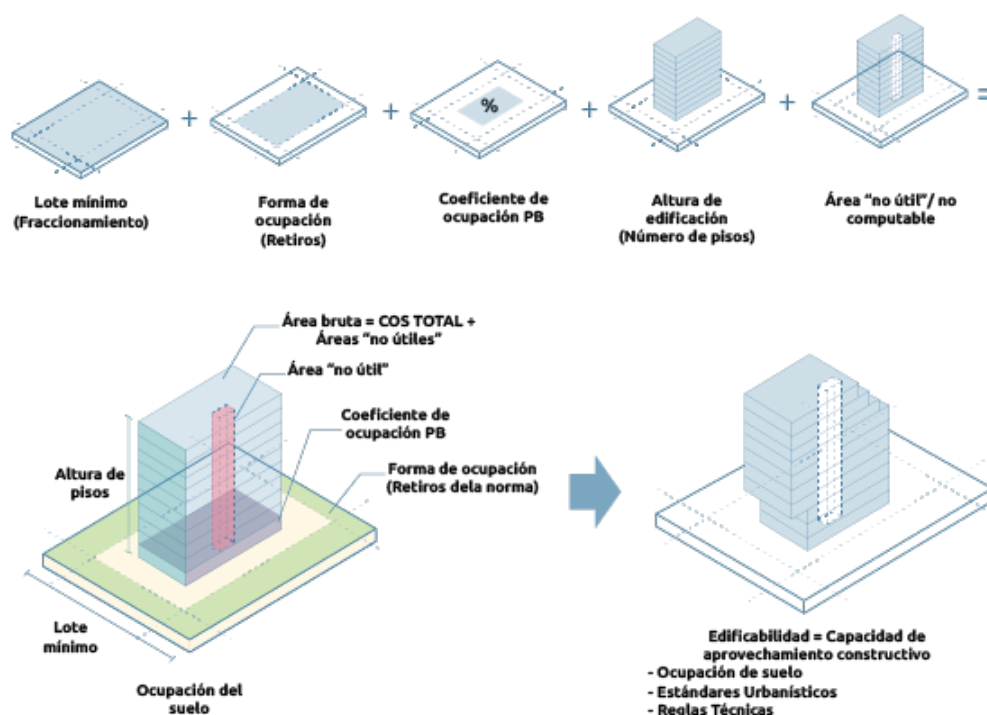 + + + + =
%
Lote mínimo
(Fraccionamiento)
Forma de
ocupación
(Retiros)
Coeficiente de
ocupación PB
Altura de
edificación
(Número de pisos)
Área “no útil”/ no
computable
Área bruta = COS TOTAL +
Áreas “no útiles”
Área “no útil”
Coeficiente de
ocupación PB
Forma de ocupación
(Retiros dela norma)
Altura de
pisos
Lote
mínimo
Ocupación del
suelo
Edificabilidad = Capacidad de
aprovechamiento constructivo
- Ocupación de suelo
- Estándares Urbanísticos
- Reglas Técnicas